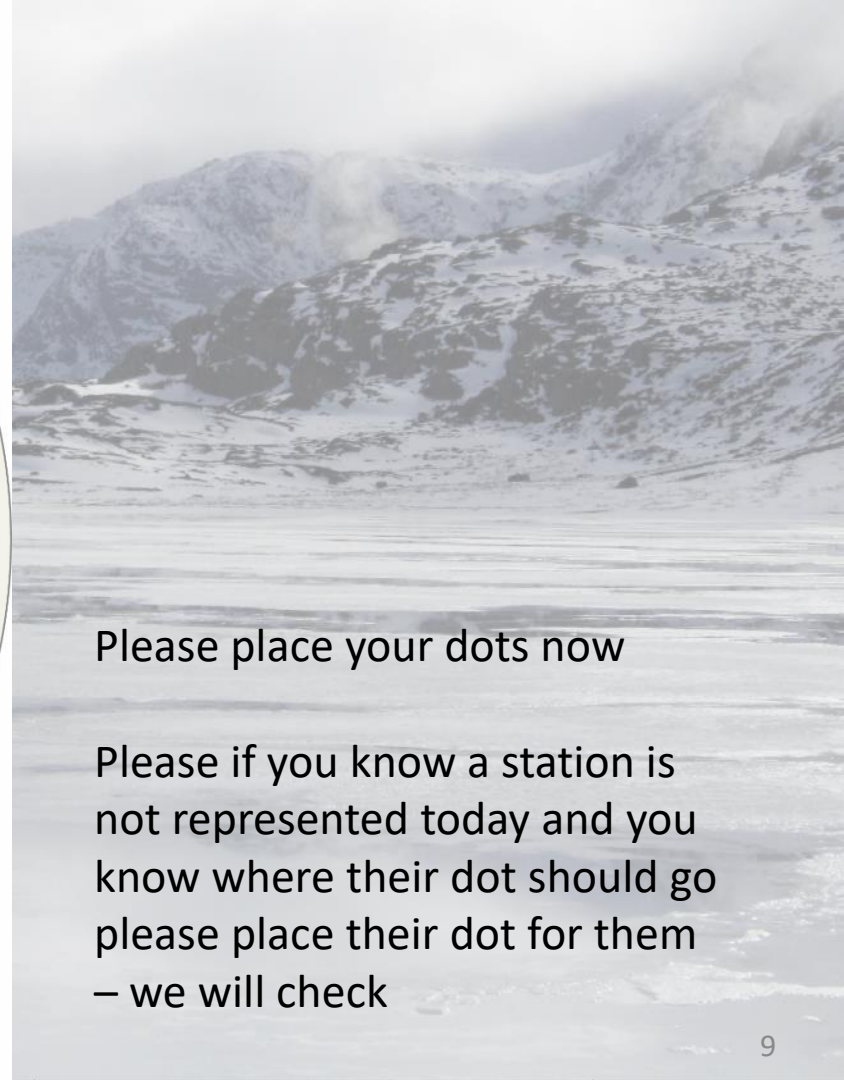 Please place your dots now
Please if you know a station is
not represented today and you
know where their dot should go
please place their dot for them
– we will check
9